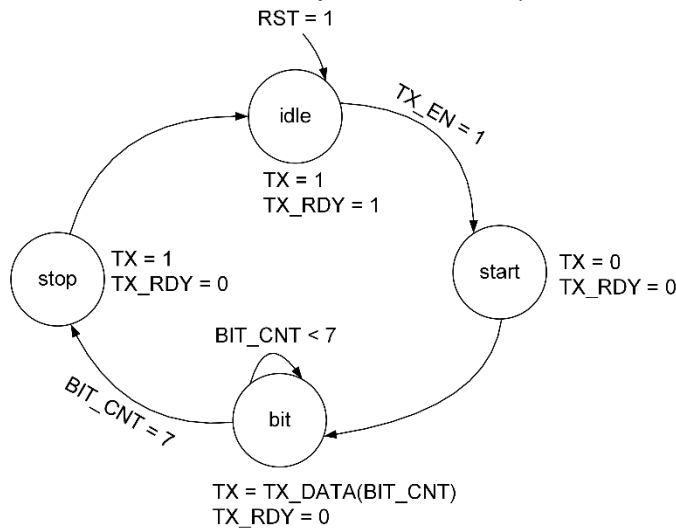 RST = 1
idle
TX_EN = 1
TX = 1
TX_RDY = 1
stop
TX = 1
TX_RDY = 0
start
TX = 0
TX_RDY = 0
BIT_CNT < 7
BIT_CNT = 7
bit
TX = TX_DATA(BIT_CNT)
TX_RDY = 0